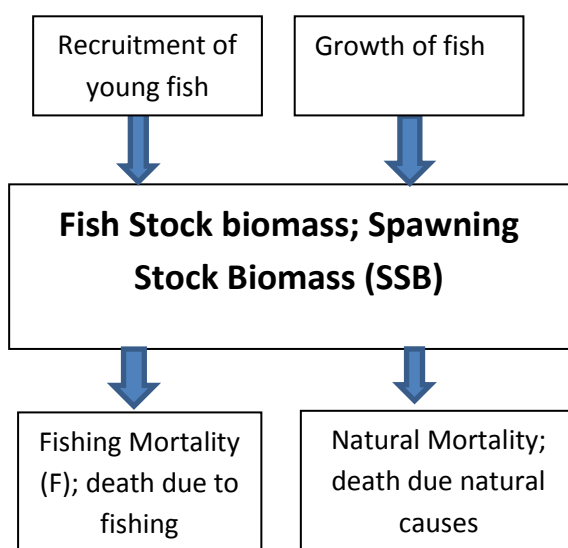 Recruitment of
young fish
Growth of fish
Fish Stock biomass; Spawning
Stock Biomass (SSB)
Fishing Mortality
(F); death due to
fishing
Natural Mortality;
death due natural
causes